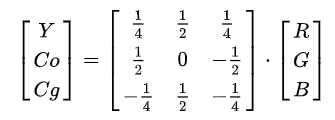 [ Y ] = [ 1/4 1/2 1/4 ] · [ R ]
[ Co ] [ 1/2 0 -1/2 ] [ G ]
[ Cg ] [ -1/4 1/2 -1/4 ] [ B ]